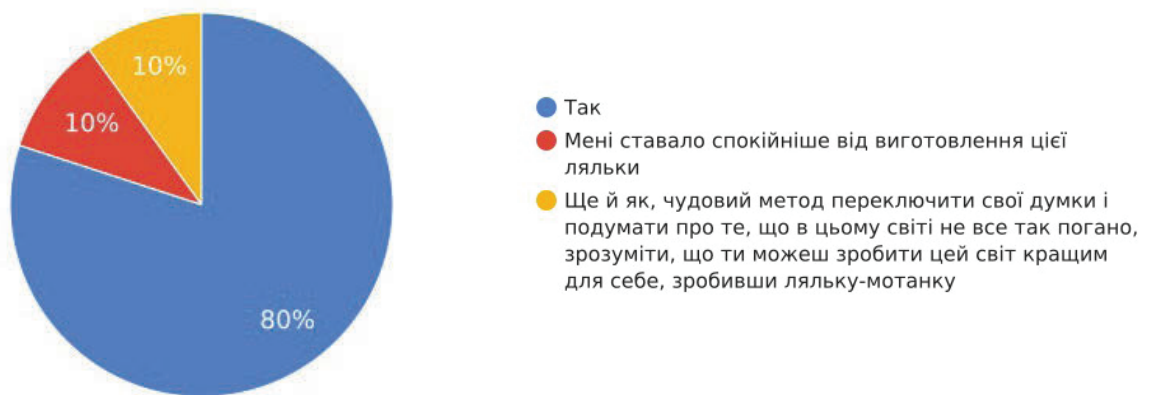 10%
10%
80%
Так
Мені ставало спокійніше від виготовлення цієї
ляльки
Ще й як, чудовий метод переключити свої думки і
подумати про те, що в цьому світі не все так погано,
зрозуміти, що ти можеш зробити цей світ кращим
для себе, зробивши ляльку-мотанку